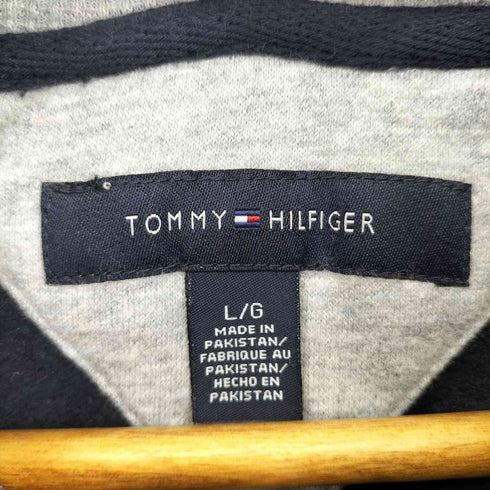 TOMMY HILFIGER
L/G
MADE IN
PAKISTAN/
FABRIQUE AU
PAKISTAN/
HECHO EN
PAKISTAN